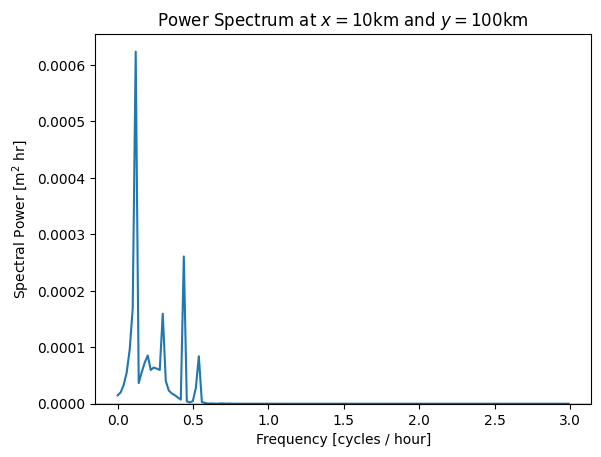 Power Spectrum at x = 10km and y = 100km
Spectral Power [m² hr]
0.0006
0.0005
0.0004
0.0003
0.0002
0.0001
0.0000
0.0 0.5 1.0 1.5 2.0 2.5 3.0
Frequency [cycles / hour]